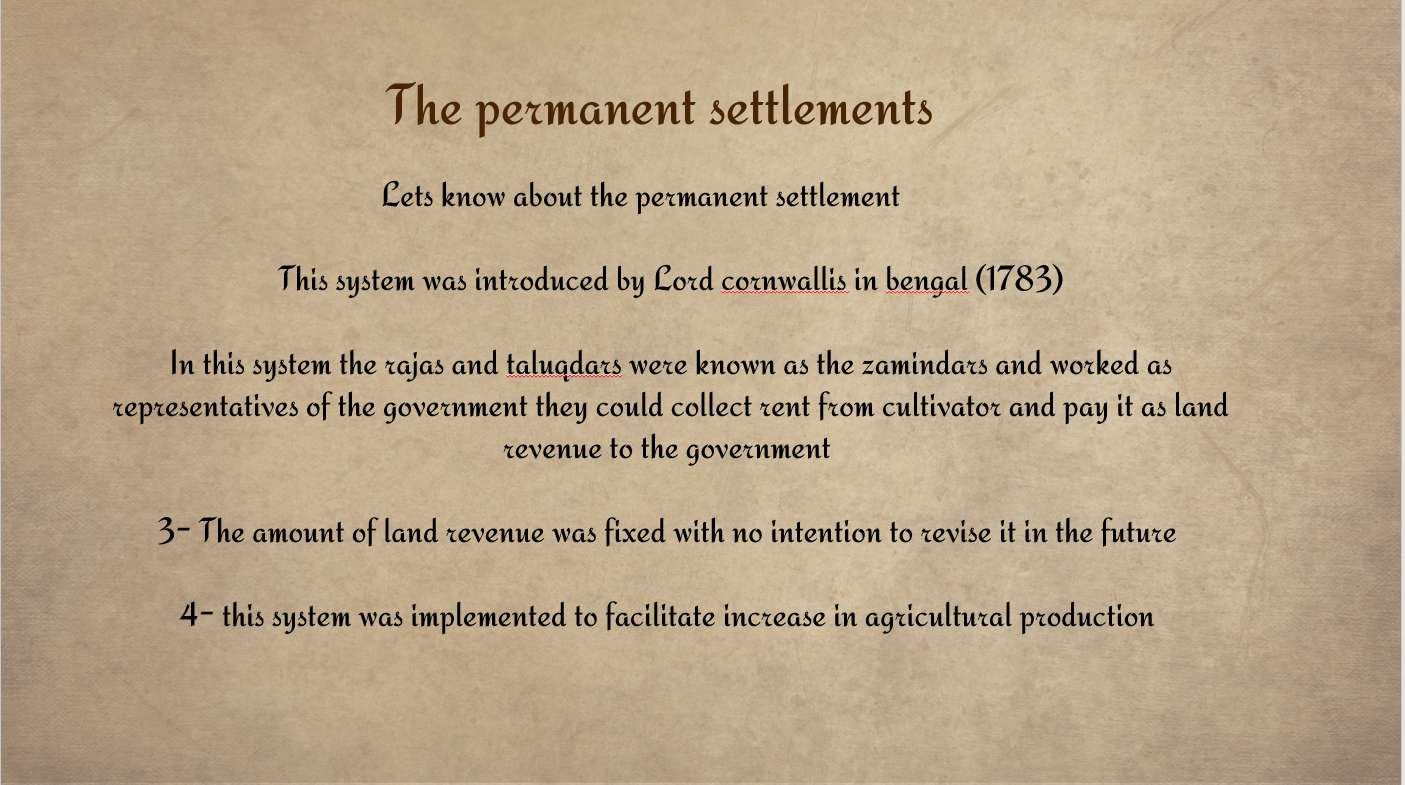 The permanent settlements
Lets know about the permanent settlement
This system was introduced by Lord cornwallis in bengal (1783)
In this system the rajas and taluqdars were known as the zamindars and worked as
representatives of the government they could collect rent from cultivator and pay it as land
revenue to the government
3- The amount of land revenue was fixed with no intention to revise it in the future
4- this system was implemented to facilitate increase in agricultural production